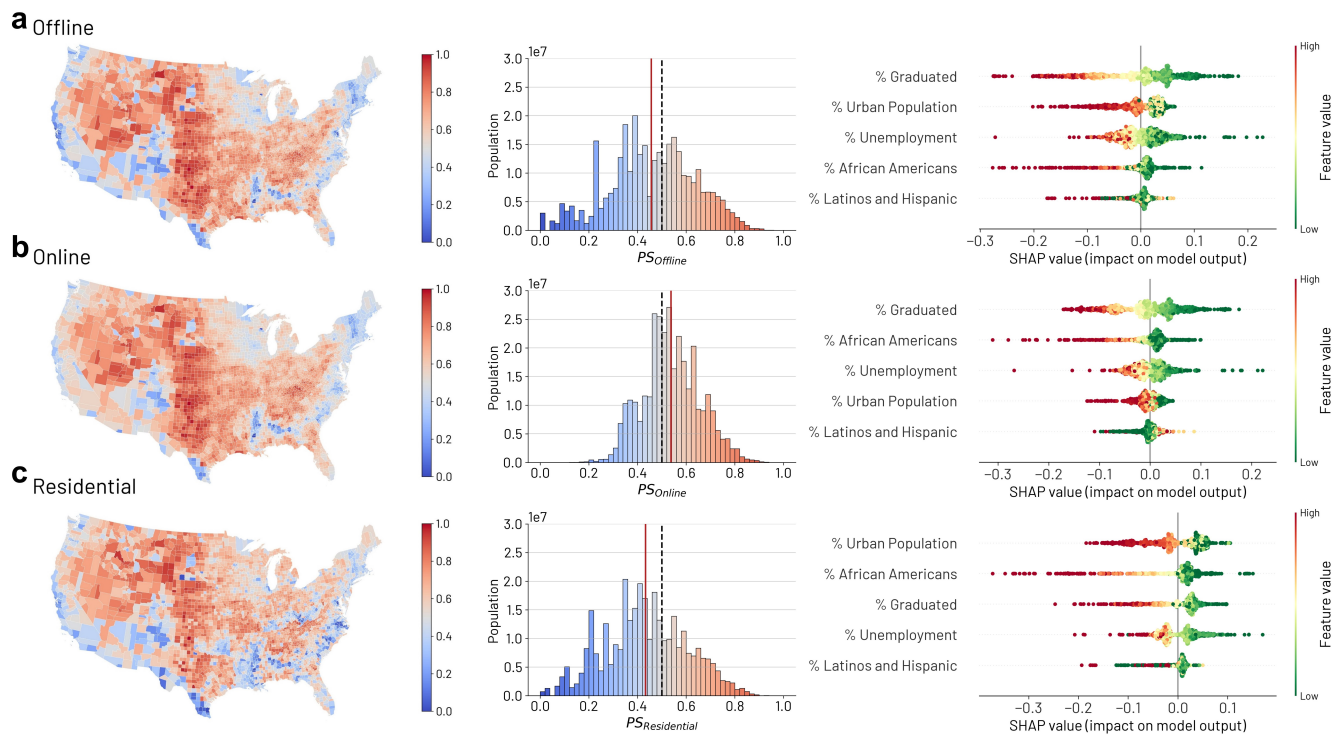 a Offline
1.0
0.8
0.6
0.4
0.2
0.0
1e7
3.0
2.5
2.0
1.5
1.0
0.5
0.0
Population
0.0 0.2 0.4 0.6 0.8 1.0
PS_Offline
% Graduated
% Urban Population
% Unemployment
% African Americans
% Latinos and Hispanic
−0.3 −0.2 −0.1 0.0 0.1 0.2
SHAP value (impact on model output)
High
Feature value
Low
b Online
1.0
0.8
0.6
0.4
0.2
0.0
1e7
3.0
2.5
2.0
1.5
1.0
0.5
0.0
Population
0.0 0.2 0.4 0.6 0.8 1.0
PS_Online
% Graduated
% African Americans
% Unemployment
% Urban Population
% Latinos and Hispanic
−0.3 −0.2 −0.1 0.0 0.1 0.2
SHAP value (impact on model output)
High
Feature value
Low
c Residential
1.0
0.8
0.6
0.4
0.2
0.0
1e7
3.0
2.5
2.0
1.5
1.0
0.5
0.0
Population
0.0 0.2 0.4 0.6 0.8 1.0
PS_Residential
% Urban Population
% African Americans
% Graduated
% Unemployment
% Latinos and Hispanic
−0.3 −0.2 −0.1 0.0 0.1
SHAP value (impact on model output)
High
Feature value
Low